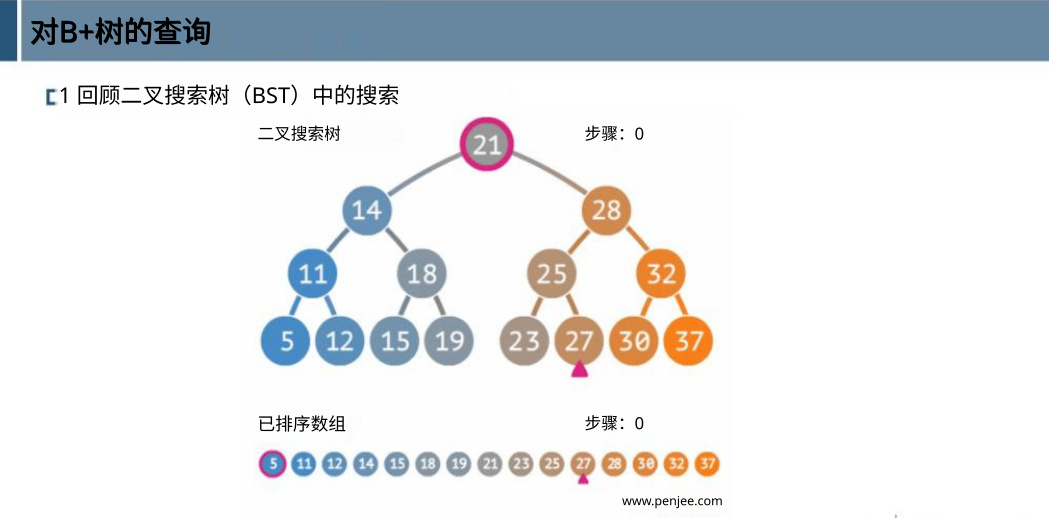 对B+树的查询
1 回顾二叉搜索树（BST）中的搜索
二叉搜索树 步骤：0
21
14 28
11 18 25 32
5 12 15 19 23 27 30 37
已排序数组 步骤：0
5 11 12 14 15 18 19 21 23 25 27 28 30 32 37
www.penjee.com